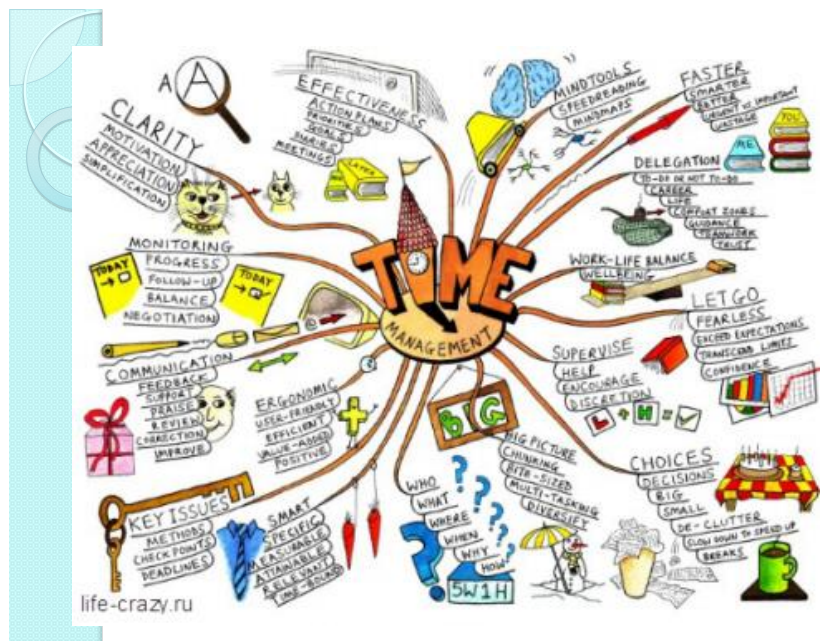 A A
CLARITY
MOTIVATION
APPRECIATION
SIMPLIFICATION
EFFECTIVENESS
ACTION PLANS
PRIORITIES
GOALS
DIARIES
MEETINGS
LATER
MINDTOOLS
SPEEDREADING
MINDMAPS
FASTER
SMARTER
BETTER
URGENT VS. IMPORTANT
WASTAGE
ME
YOU
DELEGATION
TO-DO OR NOT TO-DO
CAREER
LIFE
COMFORT ZONES
GUIDANCE
TEAMWORK
TRUST
MONITORING
PROGRESS
FOLLOW-UP
BALANCE
NEGOTIATION
TODAY
TODAY
TIME
MANAGEMENT
WORK-LIFE BALANCE
WELLBEING
LET GO
FEARLESS
EXCEED EXPECTATIONS
TRANSCEND LIMITS
CONFIDENCE
@
COMMUNICATION
FEEDBACK
SUPPORT
PRAISE
REVIEW
CORRECTION
IMPROVE
ERGONOMIC
USER-FRIENDLY
EFFICIENT
VALUE-ADDED
POSITIVE
SUPERVISE
HELP
ENCOURAGE
DISCRETION
L + H =
BIG
BIG PICTURE
CHUNKING
BITE-SIZED
MULTI-TASKING
DIVERSIFY
CHOICES
DECISIONS
BIG
SMALL
DE-CLUTTER
SLOW DOWN TO SPEED UP
BREAKS
KEY ISSUES
METHODS
CHECK POINTS
DEADLINES
SMART
SPECIFIC
MEASURABLE
ATTAINABLE
RELEVANT
TIME-BOUND
WHO
WHAT
WHERE
WHEN
WHY
HOW
? ? ? ? ? ?
5W1H
life-crazy.ru